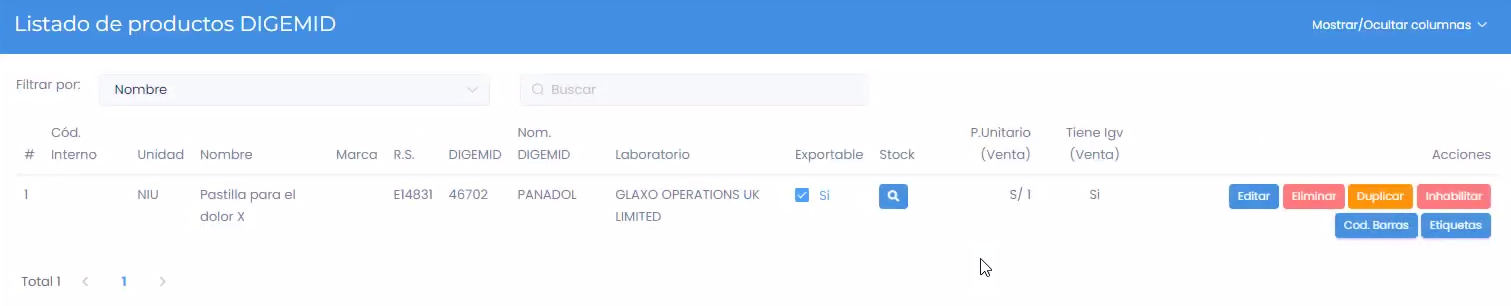 Listado de productos DIGEMID
Mostrar/Ocultar columnas
Filtrar por:
Nombre
Buscar
# Cód. Interno Unidad Nombre Marca R.S. DIGEMID Nom. DIGEMID Laboratorio Exportable Stock P.Unitario (Venta) Tiene Igv (Venta) Acciones
1 NIU Pastilla para el dolor X E14831 46702 PANADOL GLAXO OPERATIONS UK LIMITED Si S/ 1 Si
Editar Eliminar Duplicar Inhabilitar
Cod. Barras Etiquetas
Total 1 1